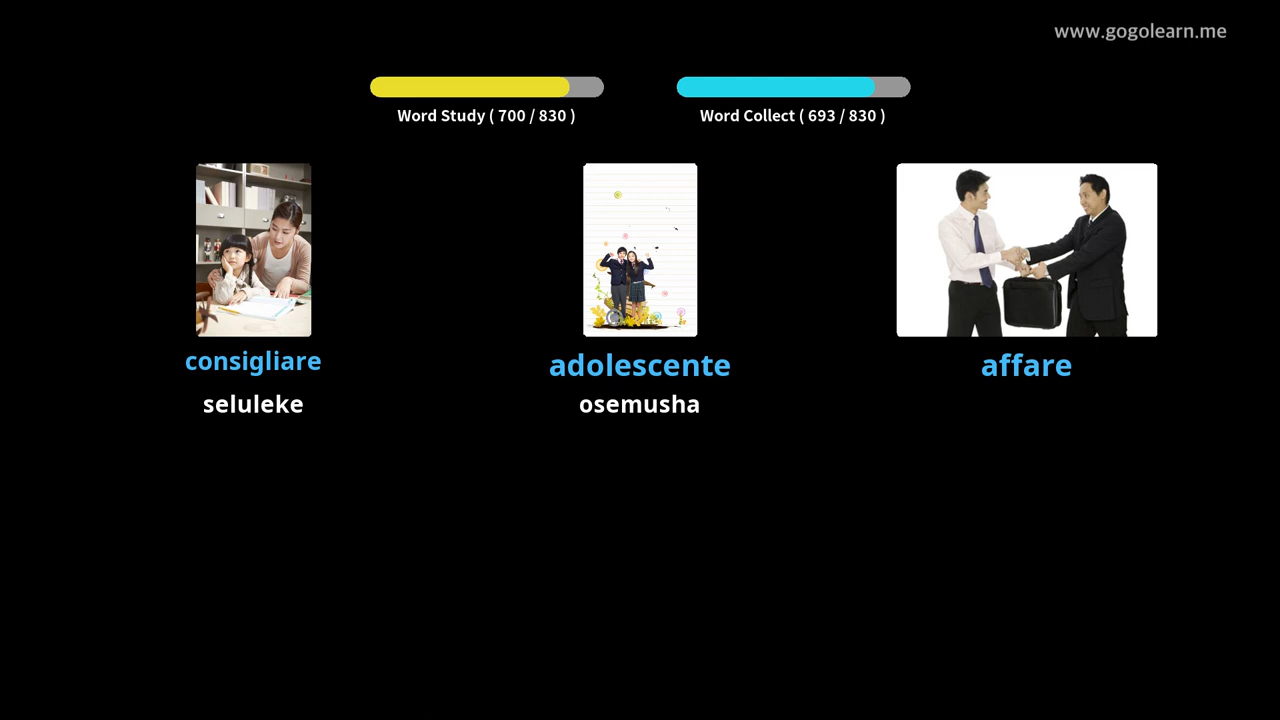 www.gogolearn.me
Word Study ( 700 / 830 )
Word Collect ( 693 / 830 )
consigliare
adolescente
affare
seluleke
osemusha